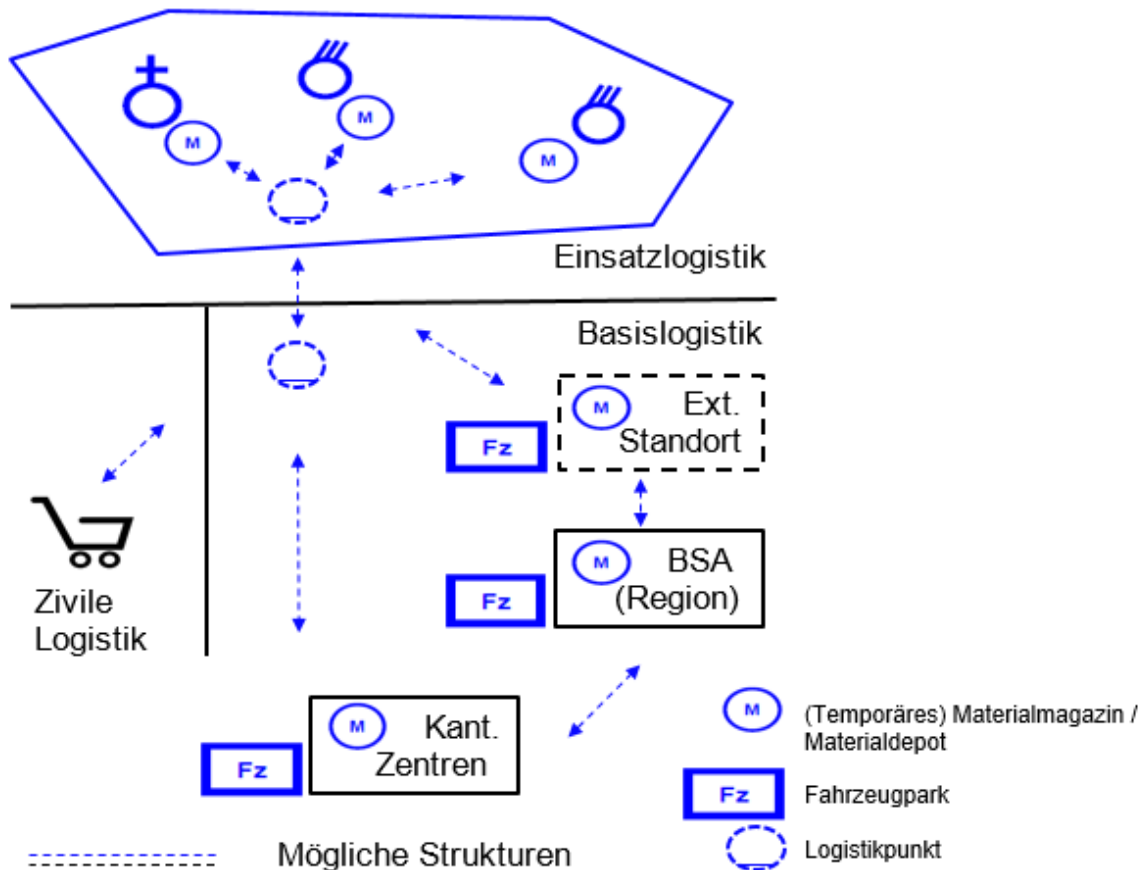 M
M
M
Einsatzlogistik
Basislogistik
M Ext.
Standort
Fz
M BSA
(Region)
Fz
Zivile
Logistik
M Kant.
Zentren
Fz
M (Temporäres) Materialmagazin /
Materialdepot
Fz Fahrzeugpark
Logistikpunkt
Mögliche Strukturen